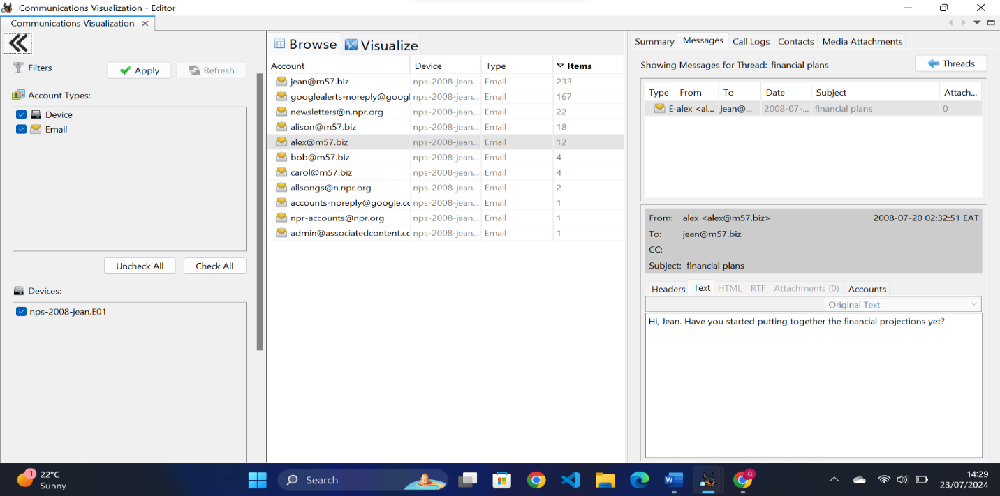 Communications Visualization - Editor
Communications Visualization
Filters
Apply
Refresh
Account Types:
Device
Email
Uncheck All
Check All
Devices:
nps-2008-jean.E01
Browse
Visualize
Account Device Type Items
jean@m57.biz nps-2008-jean... Email 233
googlealerts-noreply@googl nps-2008-jean... Email 167
newsletters@n.npr.org nps-2008-jean... Email 22
alison@m57.biz nps-2008-jean... Email 18
alex@m57.biz nps-2008-jean... Email 12
bob@m57.biz nps-2008-jean... Email 4
carol@m57.biz nps-2008-jean... Email 4
allsongs@n.npr.org nps-2008-jean... Email 2
accounts-noreply@google.cc nps-2008-jean... Email 1
npr-accounts@npr.org nps-2008-jean... Email 1
admin@associatedcontent.cc nps-2008-jean... Email 1
Summary Messages Call Logs Contacts Media Attachments
Showing Messages for Thread: financial plans
Threads
Type From To Date Subject Attach...
E alex <al... jean@... 2008-07-... financial plans 0
From: alex <alex@m57.biz> 2008-07-20 02:32:51 EAT
To: jean@m57.biz
CC:
Subject: financial plans
Headers Text HTML RTF Attachments (0) Accounts
Original Text
Hi, Jean. Have you started putting together the financial projections yet?
1
22°C
Sunny
Search
W
G
14:29
23/07/2024